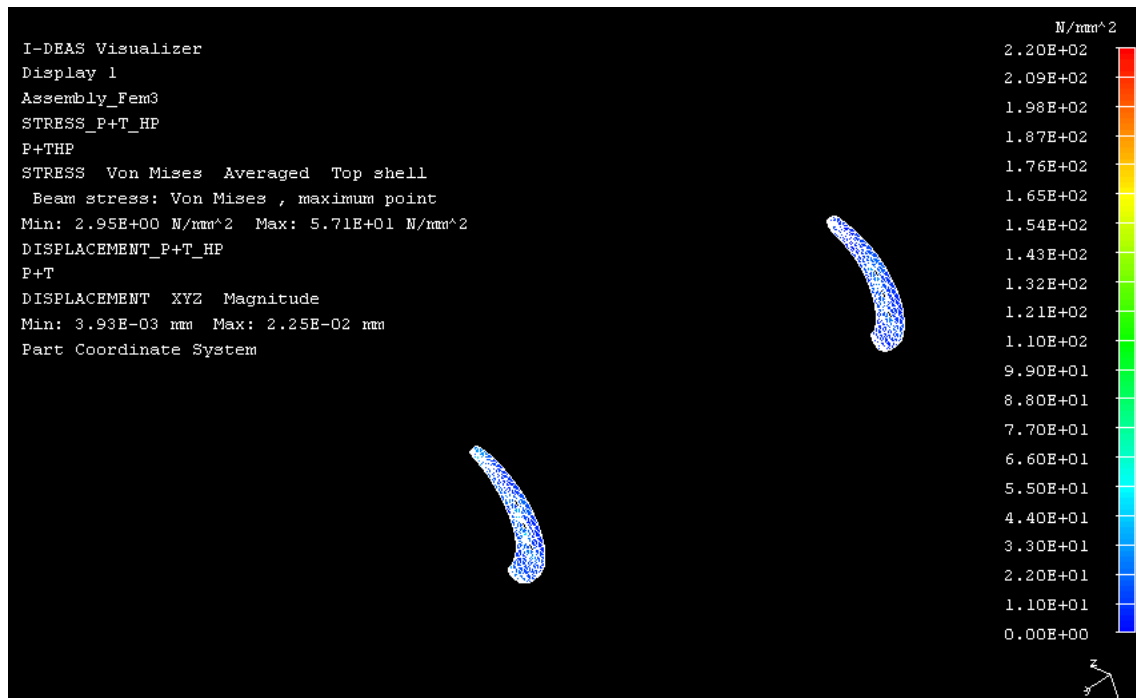 I-DEAS Visualizer
Display 1
Assembly_Fem3
STRESS_P+T_HP
P+THP
STRESS Von Mises Averaged Top shell
Beam stress: Von Mises , maximum point
Min: 2.95E+00 N/mm^2 Max: 5.71E+01 N/mm^2
DISPLACEMENT_P+T_HP
P+T
DISPLACEMENT XYZ Magnitude
Min: 3.93E-03 mm Max: 2.25E-02 mm
Part Coordinate System
N/mm^2
2.20E+02
2.09E+02
1.98E+02
1.87E+02
1.76E+02
1.65E+02
1.54E+02
1.43E+02
1.32E+02
1.21E+02
1.10E+02
9.90E+01
8.80E+01
7.70E+01
6.60E+01
5.50E+01
4.40E+01
3.30E+01
2.20E+01
1.10E+01
0.00E+00
Z